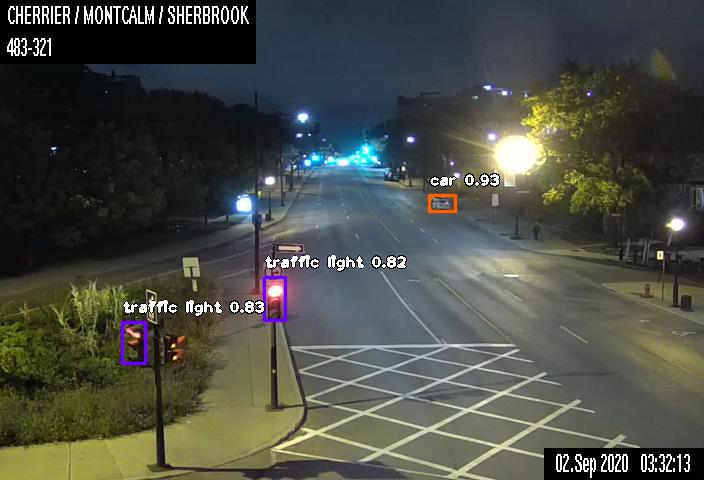 CHERRIER / MONTCALM / SHERBROOK
483-321
car 0.93
traffic light 0.82
traffic light 0.83
02.Sep 2020 03:32:13